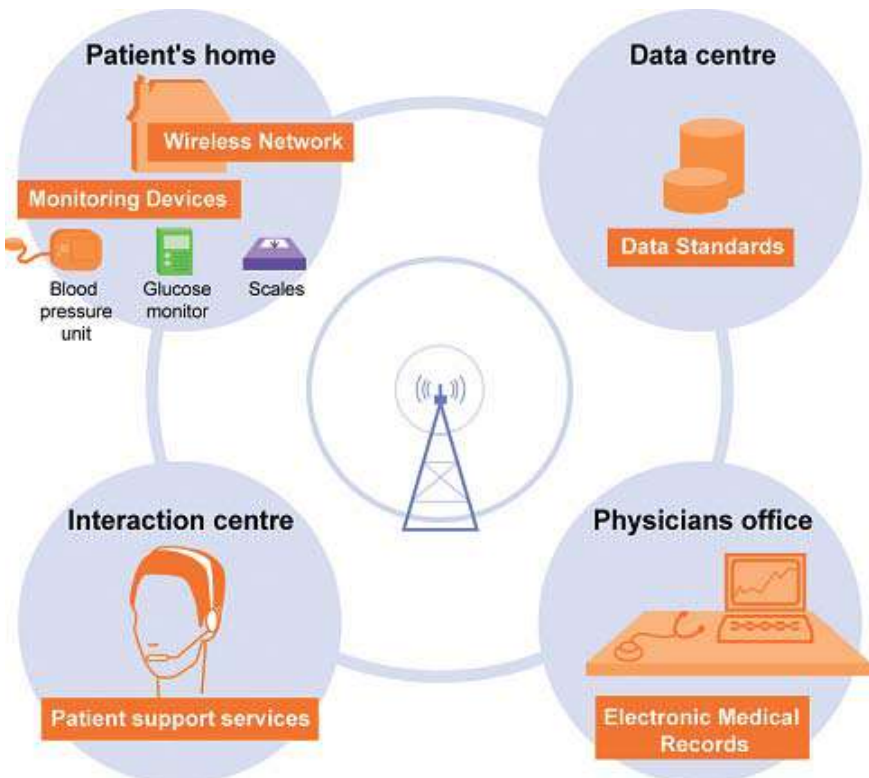 Patient's home
Wireless Network
Monitoring Devices
Blood
pressure
unit
Glucose
monitor
Scales
Data centre
Data Standards
Interaction centre
Patient support services
Physicians office
Electronic Medical
Records